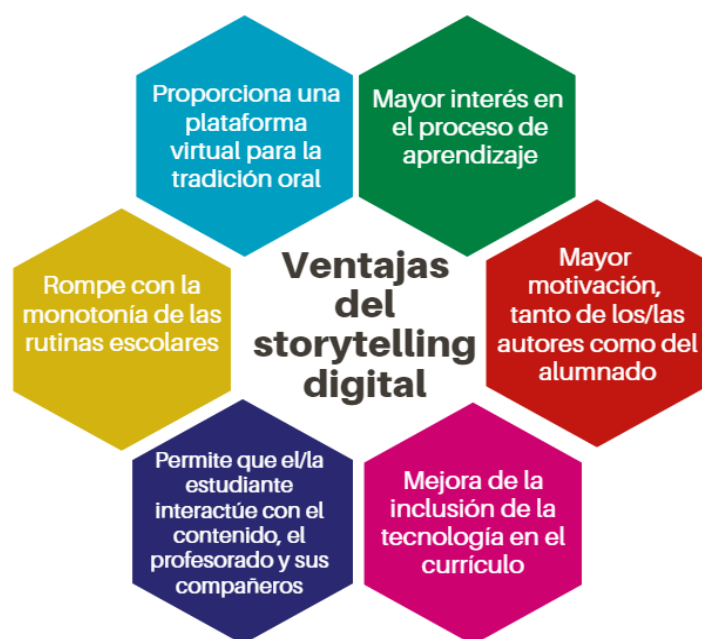 Proporciona una
plataforma
virtual para la
tradición oral
Mayor interés en
el proceso de
aprendizaje
Rompe con la
monotonía de las
rutinas escolares
Ventajas
del
storytelling
digital
Mayor
motivación,
tanto de los/las
autores como del
alumnado
Permite que el/la
estudiante
interactúe con el
contenido, el
profesorado y sus
compañeros
Mejora de la
inclusión de la
tecnología en el
currículo